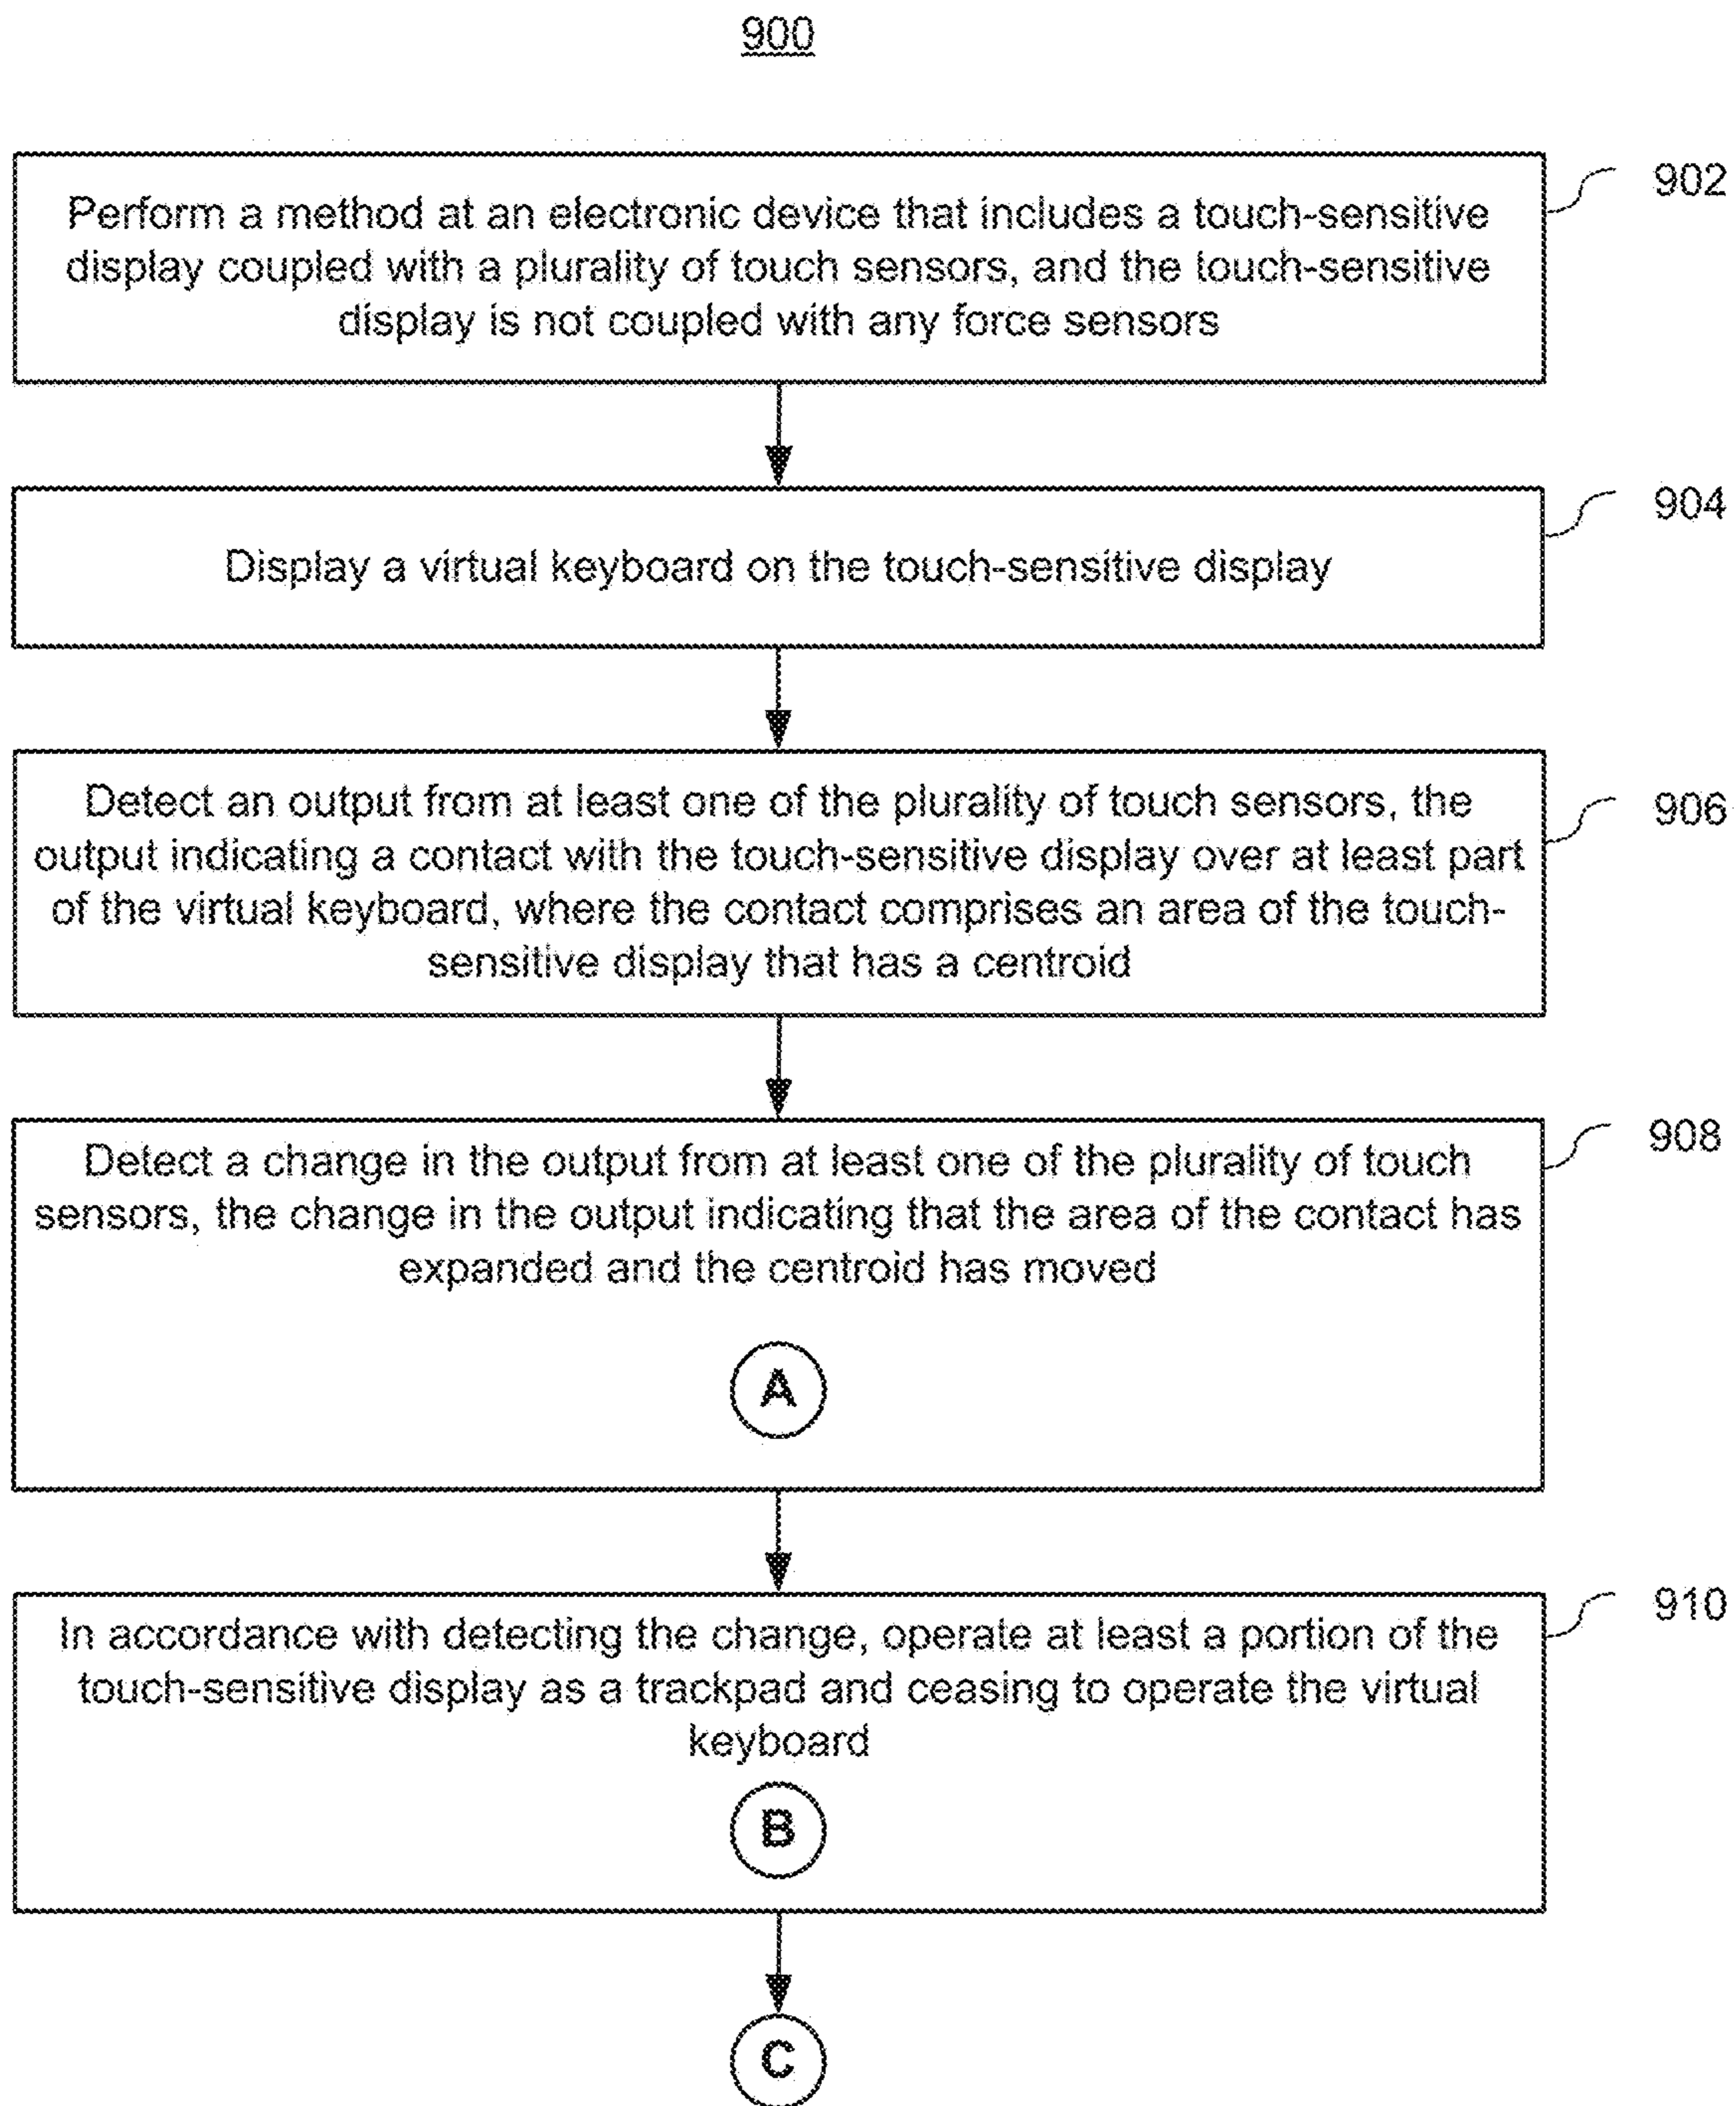 900
Perform a method at an electronic device that includes a touch-sensitive
902
display coupled with a plurality of touch sensors, and the touch-sensitive
display is not coupled with any force sensors
904
Display a virtual keyboard on the touch-sensitive display
Detect an output from at least one of the plurality of touch sensors, the
906
output indicating a contact with the touch-sensitive display over at least part
of the virtual keyboard, where the contact comprises an area of the touch-
sensitive display that has a centroid
Detect a change in the output from at least one of the plurality of touch
908
sensors, the change in the output indicating that the area of the contact has
expanded and the centroid has moved
A
In accordance with detecting the change, operate at least a portion of the
910
touch-sensitive display as a trackpad and ceasing to operate the virtual
keyboard
B
C